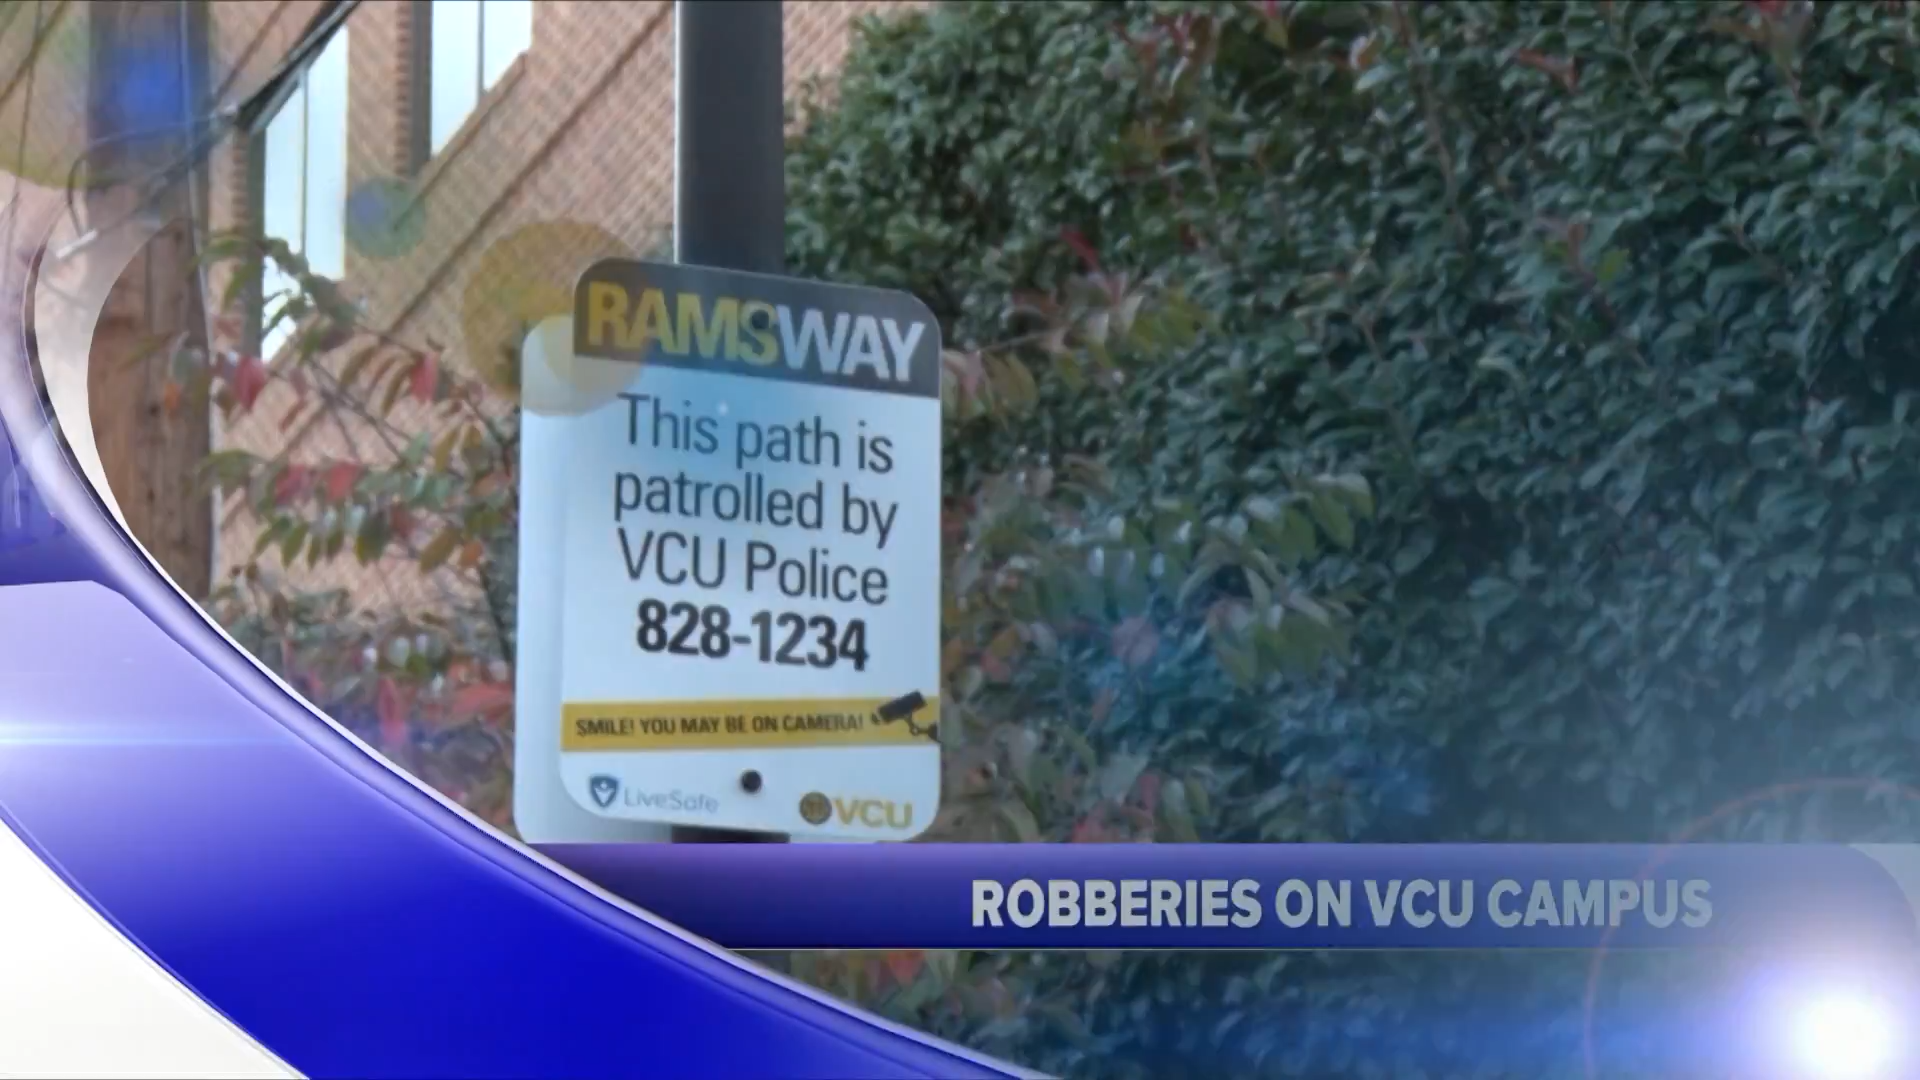 RAMSWAY
This path is
patrolled by
VCU Police
828-1234
SMILE! YOU MAY BE ON CAMERA!
LiveSafe
VCU
ROBBERIES ON VCU CAMPUS